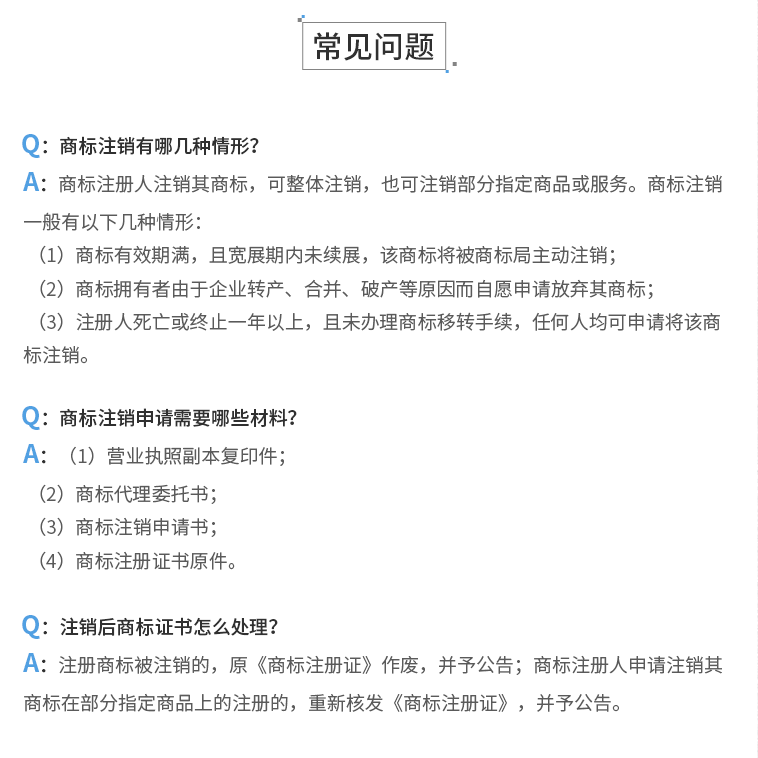 常见问题
Q：商标注销有哪几种情形？
A：商标注册人注销其商标，可整体注销，也可注销部分指定商品或服务。商标注销
一般有以下几种情形：
（1）商标有效期满，且宽展期内未续展，该商标将被商标局主动注销；
（2）商标拥有者由于企业转产、合并、破产等原因而自愿申请放弃其商标；
（3）注册人死亡或终止一年以上，且未办理商标移转手续，任何人均可申请将该商
标注销。
Q：商标注销申请需要哪些材料？
A：（1）营业执照副本复印件；
（2）商标代理委托书；
（3）商标注销申请书；
（4）商标注册证书原件。
Q：注销后商标证书怎么处理？
A：注册商标被注销的，原《商标注册证》作废，并予公告；商标注册人申请注销其
商标在部分指定商品上的注册的，重新核发《商标注册证》，并予公告。